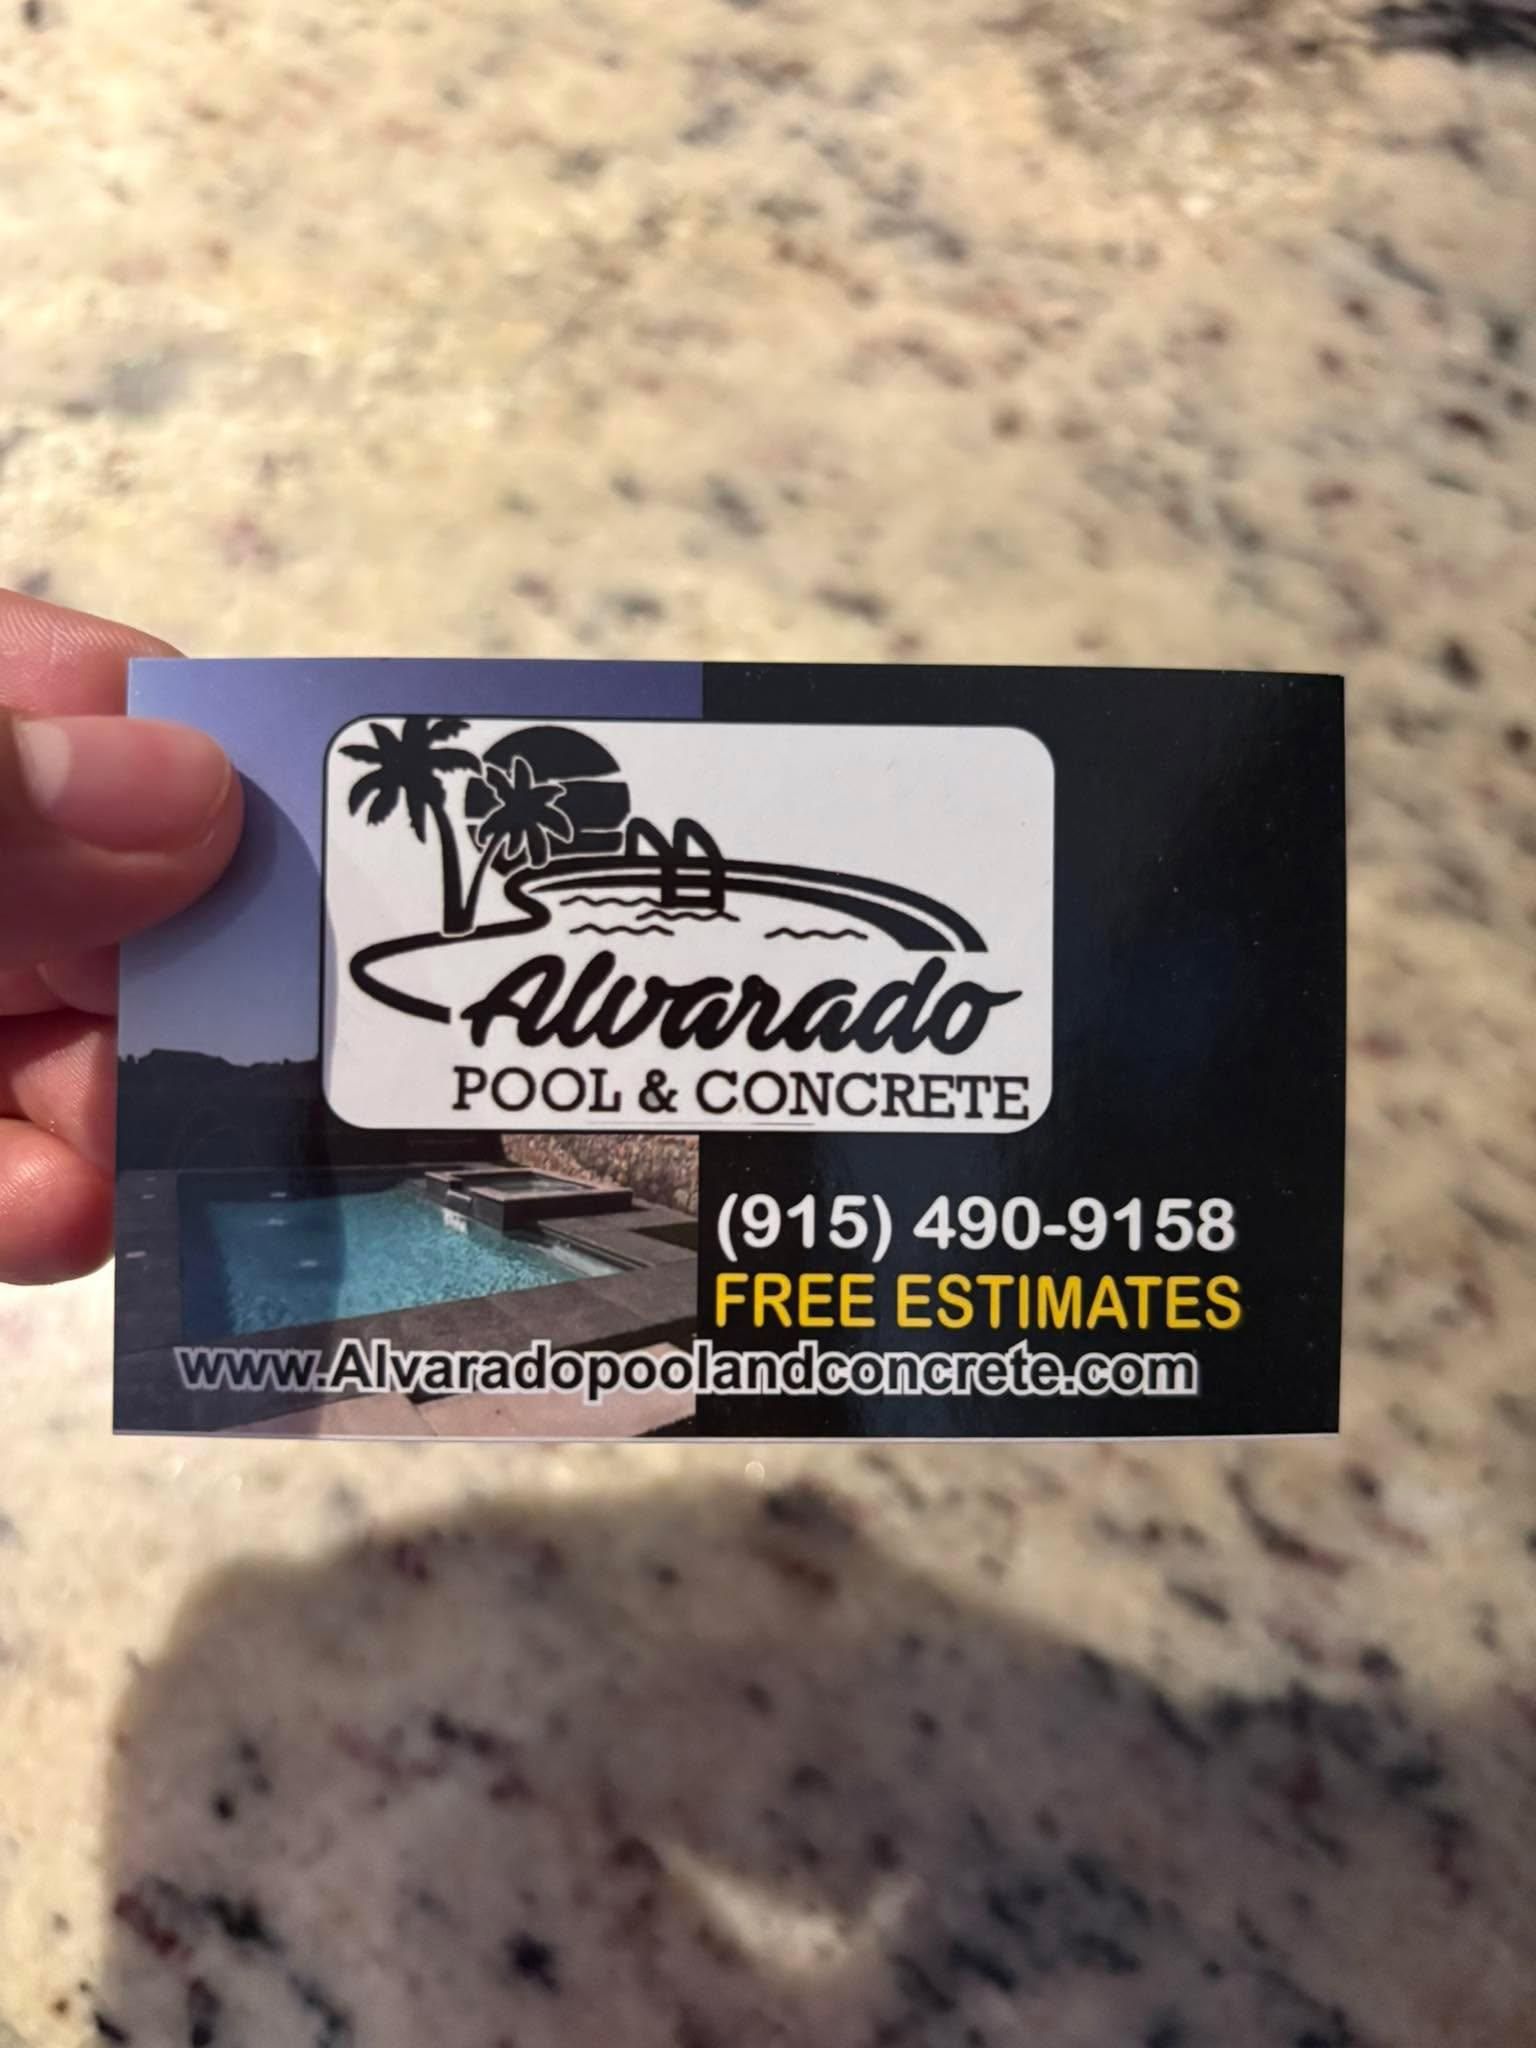 Alvarado
POOL & CONCRETE
(915) 490-9158
FREE ESTIMATES
www.Alvaradopoolandconcrete.com